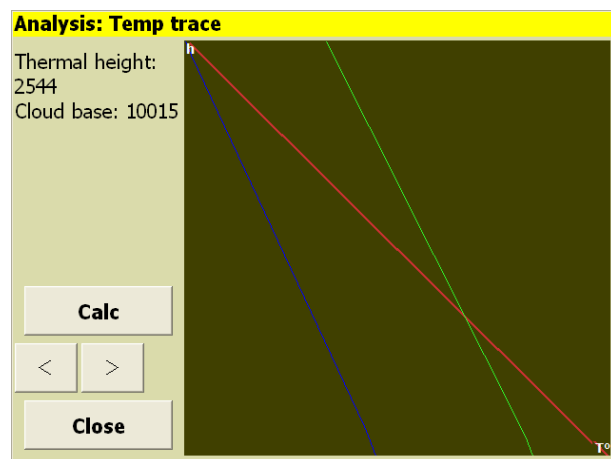 Analysis: Temp trace
Thermal height:
2544
Cloud base: 10015
h
Calc
< >
Close
T°